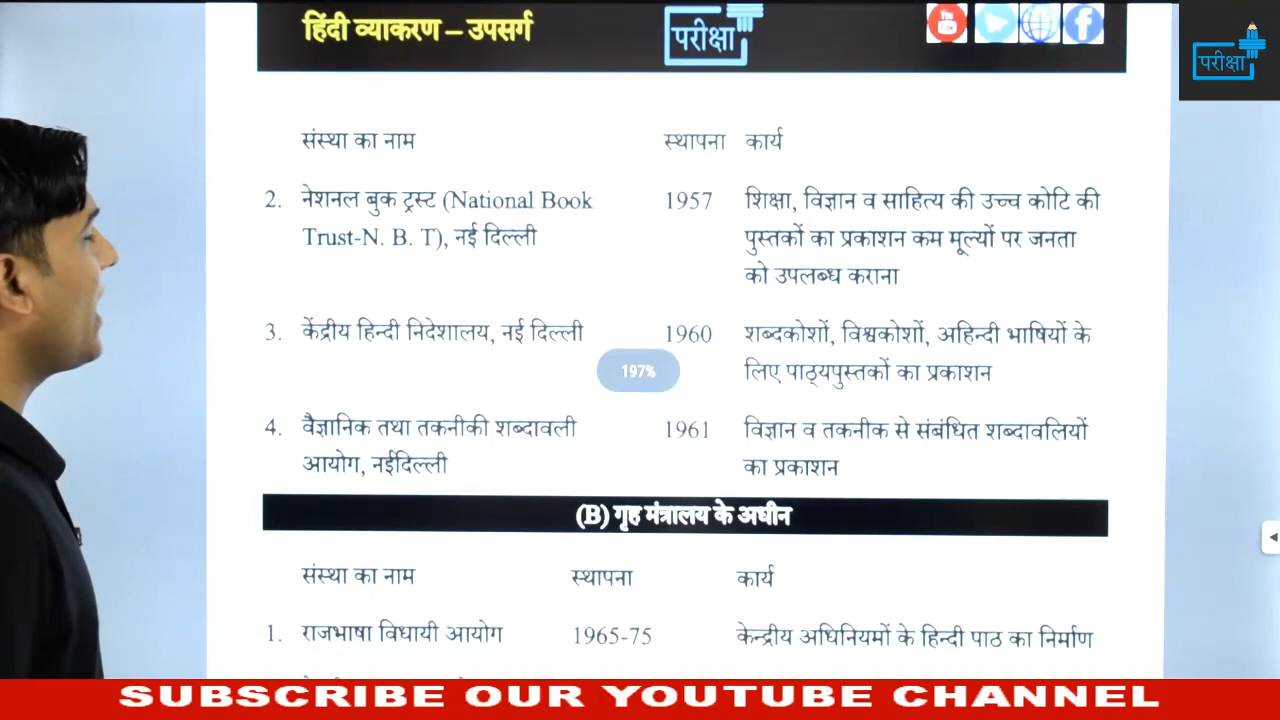 हिंदी व्याकरण – उपसर्ग
परीक्षा
You
परीक्षा
संस्था का नाम स्थापना कार्य
2. नेशनल बुक ट्रस्ट (National Book 1957 शिक्षा, विज्ञान व साहित्य की उच्च कोटि की
Trust-N. B. T), नई दिल्ली पुस्तकों का प्रकाशन कम मूल्यों पर जनता
को उपलब्ध कराना
3. केंद्रीय हिन्दी निदेशालय, नई दिल्ली 1960 शब्दकोशों, विश्वकोशों, अहिन्दी भाषियों के
197% लिए पाठ्यपुस्तकों का प्रकाशन
4. वैज्ञानिक तथा तकनीकी शब्दावली 1961 विज्ञान व तकनीक से संबंधित शब्दावलियों
आयोग, नईदिल्ली का प्रकाशन
(B) गृह मंत्रालय के अधीन
संस्था का नाम स्थापना कार्य
1. राजभाषा विधायी आयोग 1965-75 केन्द्रीय अधिनियमों के हिन्दी पाठ का निर्माण
SUBSCRIBE OUR YOUTUBE CHANNEL